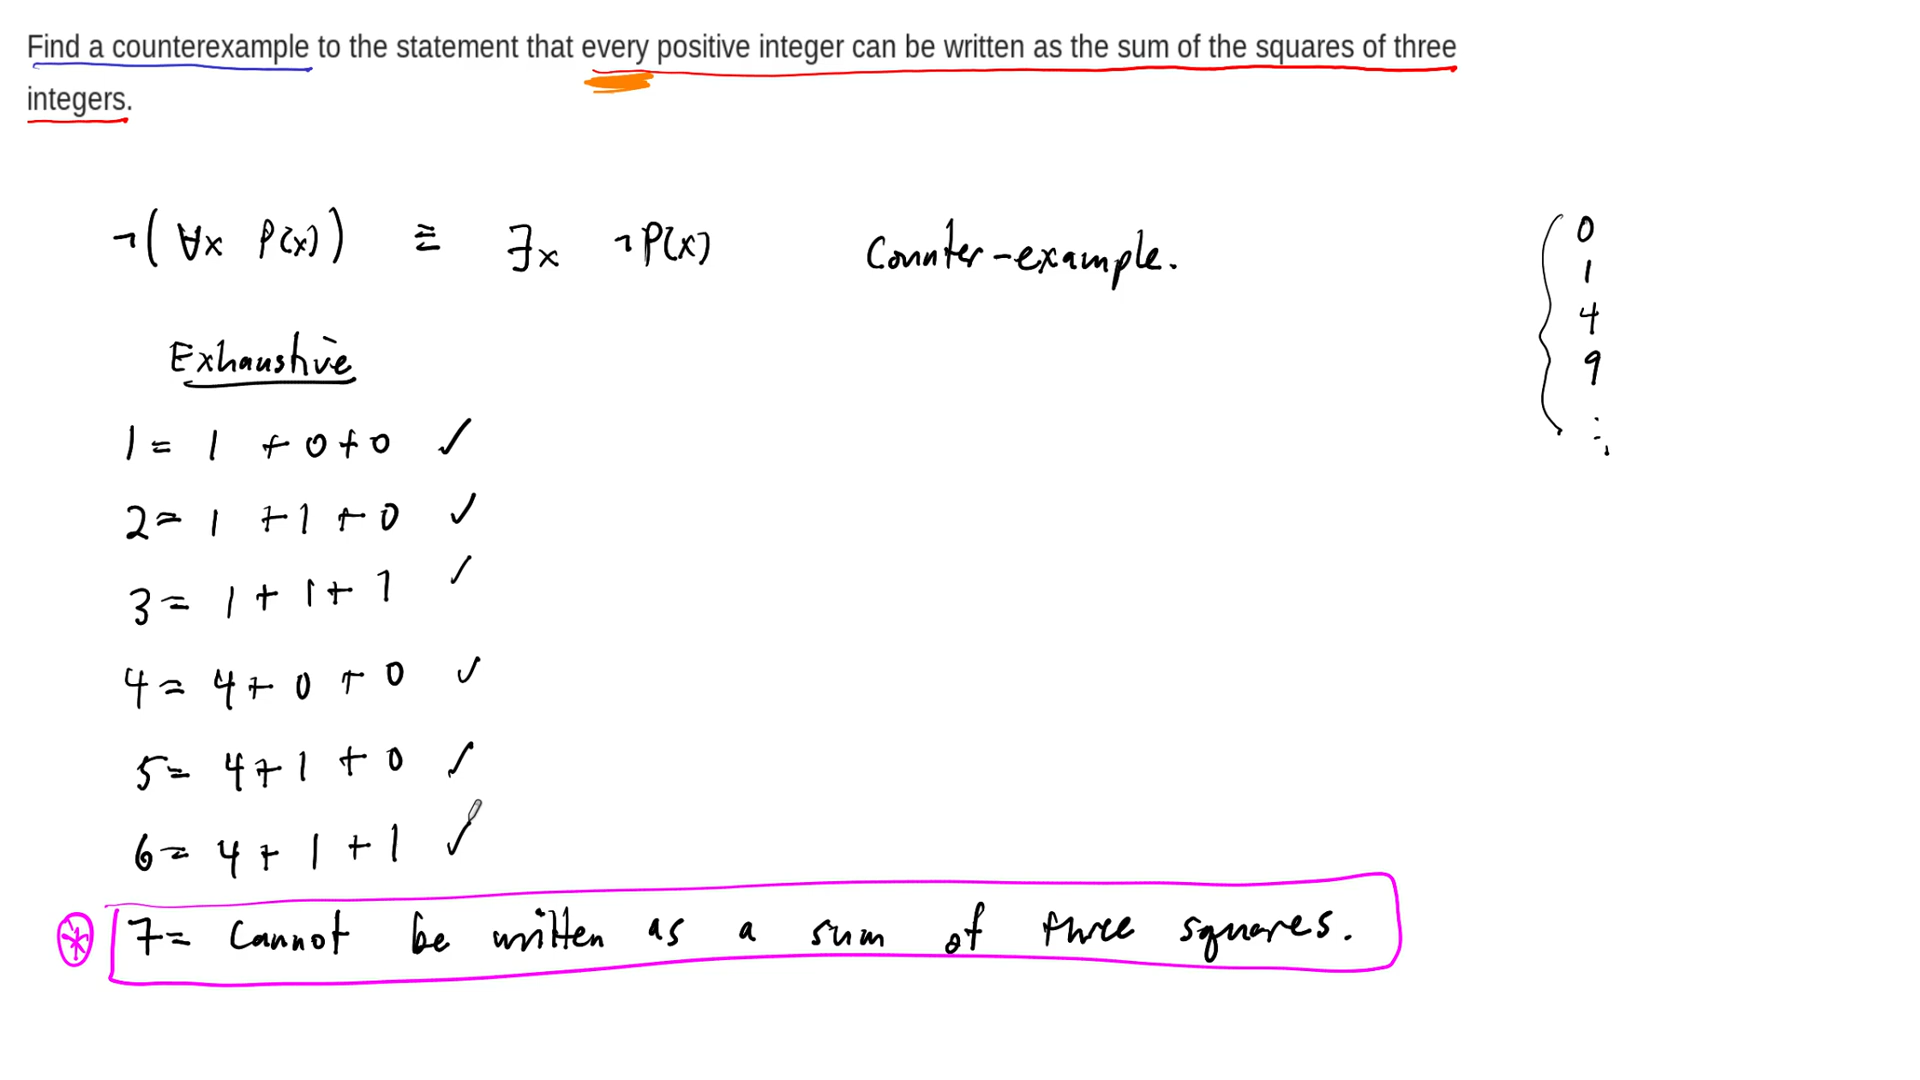 Find a counterexample to the statement that every positive integer can be written as the sum of the squares of three
integers.
¬(∀x P(x)) ≡ ∃x ¬P(x) Counter-example.
0
1
4
9
⋮
Exhaustive
1 = 1 + 0 + 0 ✓
2 = 1 + 1 + 0 ✓
3 = 1 + 1 + 1 ✓
4 = 4 + 0 + 0 ✓
5 = 4 + 1 + 0 ✓
6 = 4 + 1 + 1 ✓
* 7 = Cannot be written as a sum of three squares.